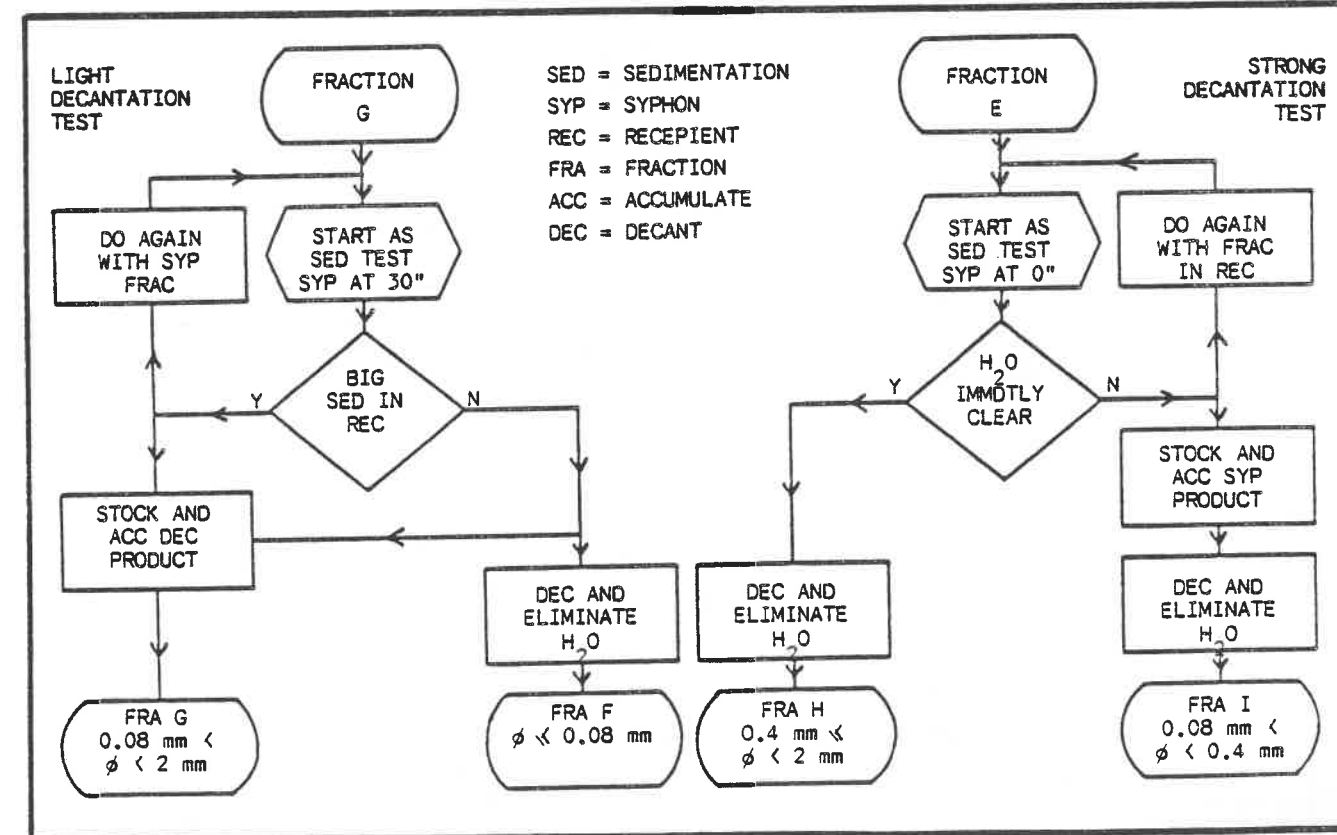 LIGHT
DECANTATION
TEST
FRACTION
G
SED = SEDIMENTATION
SYP = SYPHON
REC = RECEPIENT
FRA = FRACTION
ACC = ACCUMULATE
DEC = DECANT
FRACTION
E
STRONG
DECANTATION
TEST
DO AGAIN
WITH SYP
FRAC
START AS
SED TEST
SYP AT 30"
START AS
SED TEST
SYP AT 0"
DO AGAIN
WITH FRAC
IN REC
BIG
SED IN
REC
Y
N
H₂O
IMMDTLY
CLEAR
Y
N
STOCK AND
ACC DEC
PRODUCT
STOCK AND
ACC SYP
PRODUCT
DEC AND
ELIMINATE
H₂O
DEC AND
ELIMINATE
H₂O
DEC AND
ELIMINATE
H₂O
FRA G
0.08 mm <
ø < 2 mm
FRA F
ø ≤ 0.08 mm
FRA H
0.4 mm ≤
ø < 2 mm
FRA I
0.08 mm <
ø < 0.4 mm